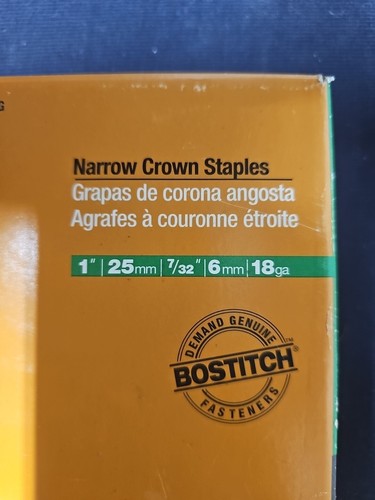 G
Narrow Crown Staples
Grapas de corona angosta
Agrafes à couronne étroite
1" | 25mm | 7/32" | 6mm | 18ga
DEMAND GENUINE
BOSTITCH®
FASTENERS
™